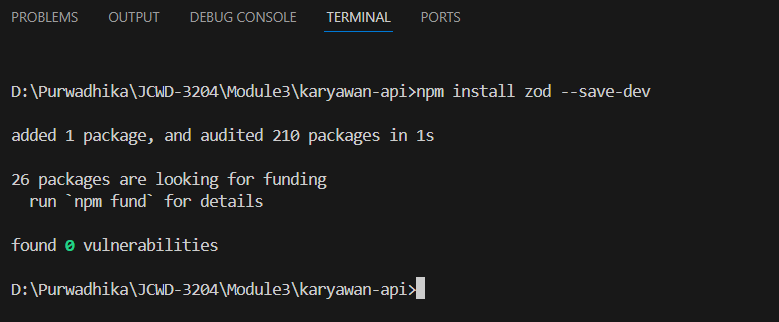 PROBLEMS OUTPUT DEBUG CONSOLE TERMINAL PORTS
D:\Purwadhika\JCWD-3204\Module3\karyawan-api>npm install zod --save-dev
added 1 package, and audited 210 packages in 1s
26 packages are looking for funding
  run `npm fund` for details
found 0 vulnerabilities
D:\Purwadhika\JCWD-3204\Module3\karyawan-api>